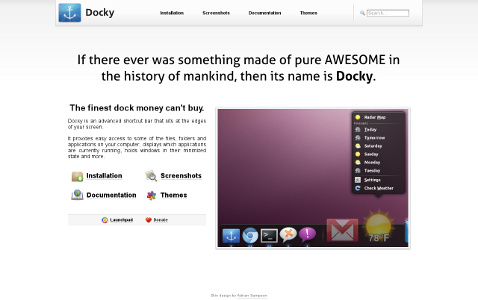 Docky
Installation Screenshots Documentation Themes
Search...
If there ever was something made of pure AWESOME in
the history of mankind, then its name is Docky.
The finest dock money can't buy.
Docky is an advanced shortcut bar that sits at the edges
of your screen.
It provides easy access to some of the files, folders and
applications on your computer, displays which applications
are currently running, holds windows in their minimized
state and more.
Installation Screenshots
Documentation Themes
Launchpad Donate
Radar Map
Forecast
Today
Tomorrow
Saturday
Sunday
Monday
Tuesday
Settings
Check Weather
78°F
Site design by Adrian Sampson